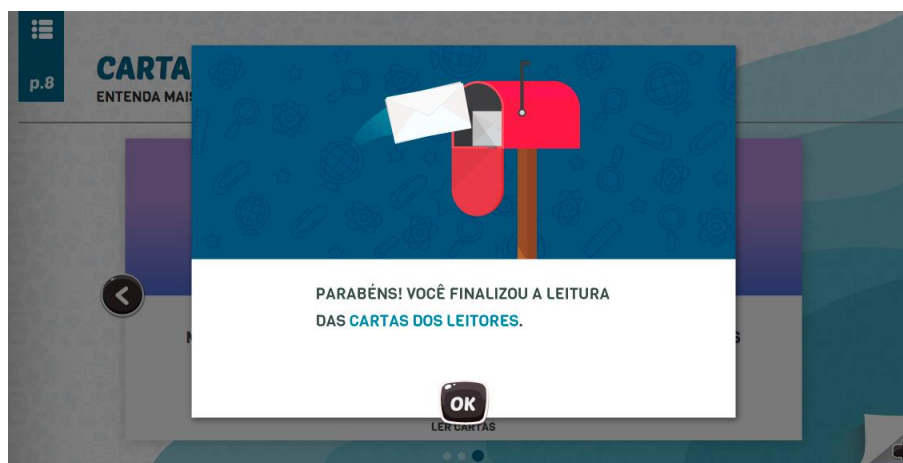 p.8
CARTA
ENTENDA MAIS
PARABÉNS! VOCÊ FINALIZOU A LEITURA
DAS CARTAS DOS LEITORES.
OK
LER CARTAS